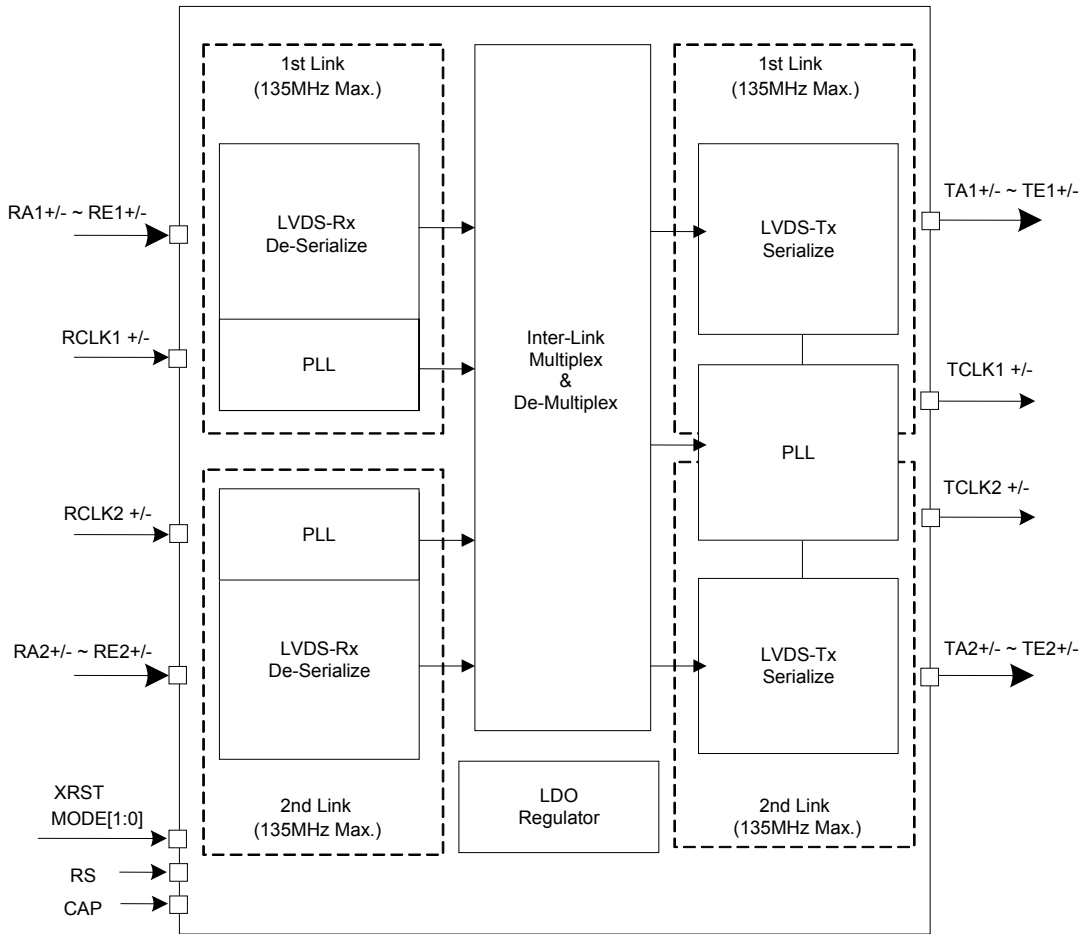 1st Link
(135MHz Max.)
1st Link
(135MHz Max.)
RA1+/- ~ RE1+/-
LVDS-Rx
De-Serialize
LVDS-Tx
Serialize
TA1+/- ~ TE1+/-
RCLK1 +/-
PLL
Inter-Link
Multiplex
&
De-Multiplex
TCLK1 +/-
PLL
RCLK2 +/-
PLL
TCLK2 +/-
RA2+/- ~ RE2+/-
LVDS-Rx
De-Serialize
LVDS-Tx
Serialize
TA2+/- ~ TE2+/-
XRST
MODE[1:0]
2nd Link
(135MHz Max.)
LDO
Regulator
2nd Link
(135MHz Max.)
RS
CAP